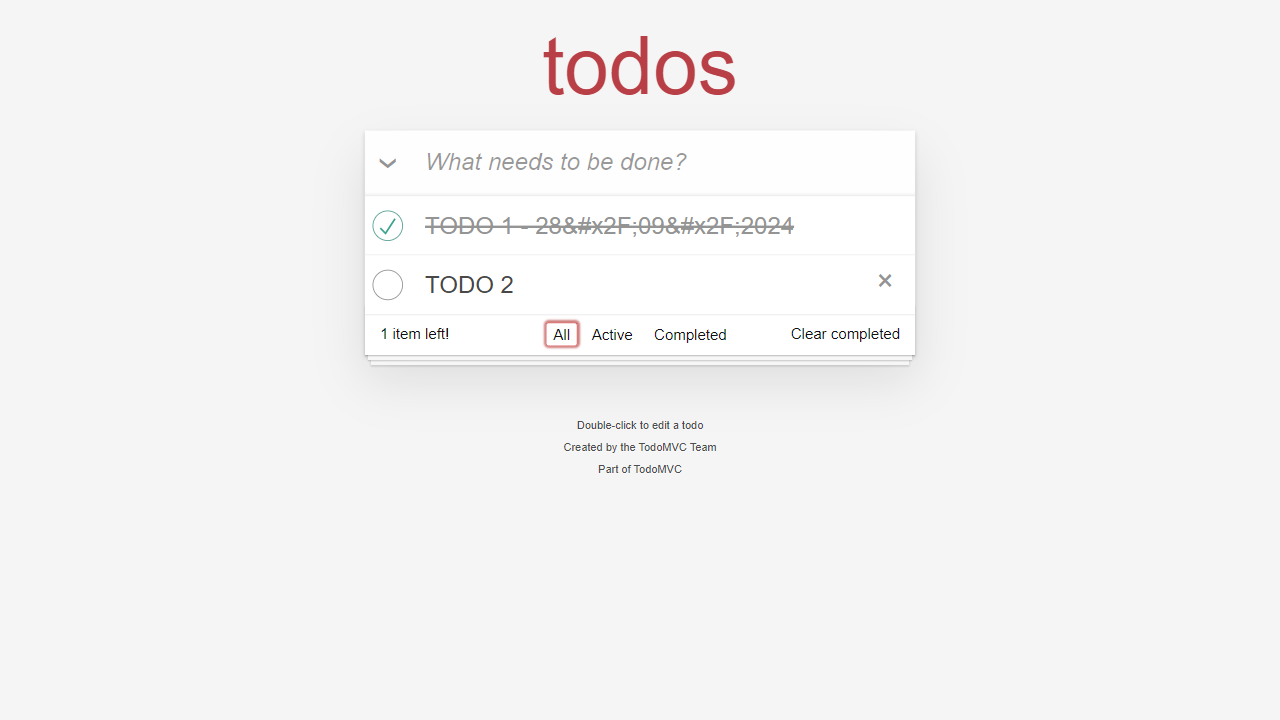 todos
What needs to be done?
TODO 1 - 28&#x2F;09&#x2F;2024
TODO 2 ×
1 item left! All Active Completed Clear completed
Double-click to edit a todo
Created by the TodoMVC Team
Part of TodoMVC